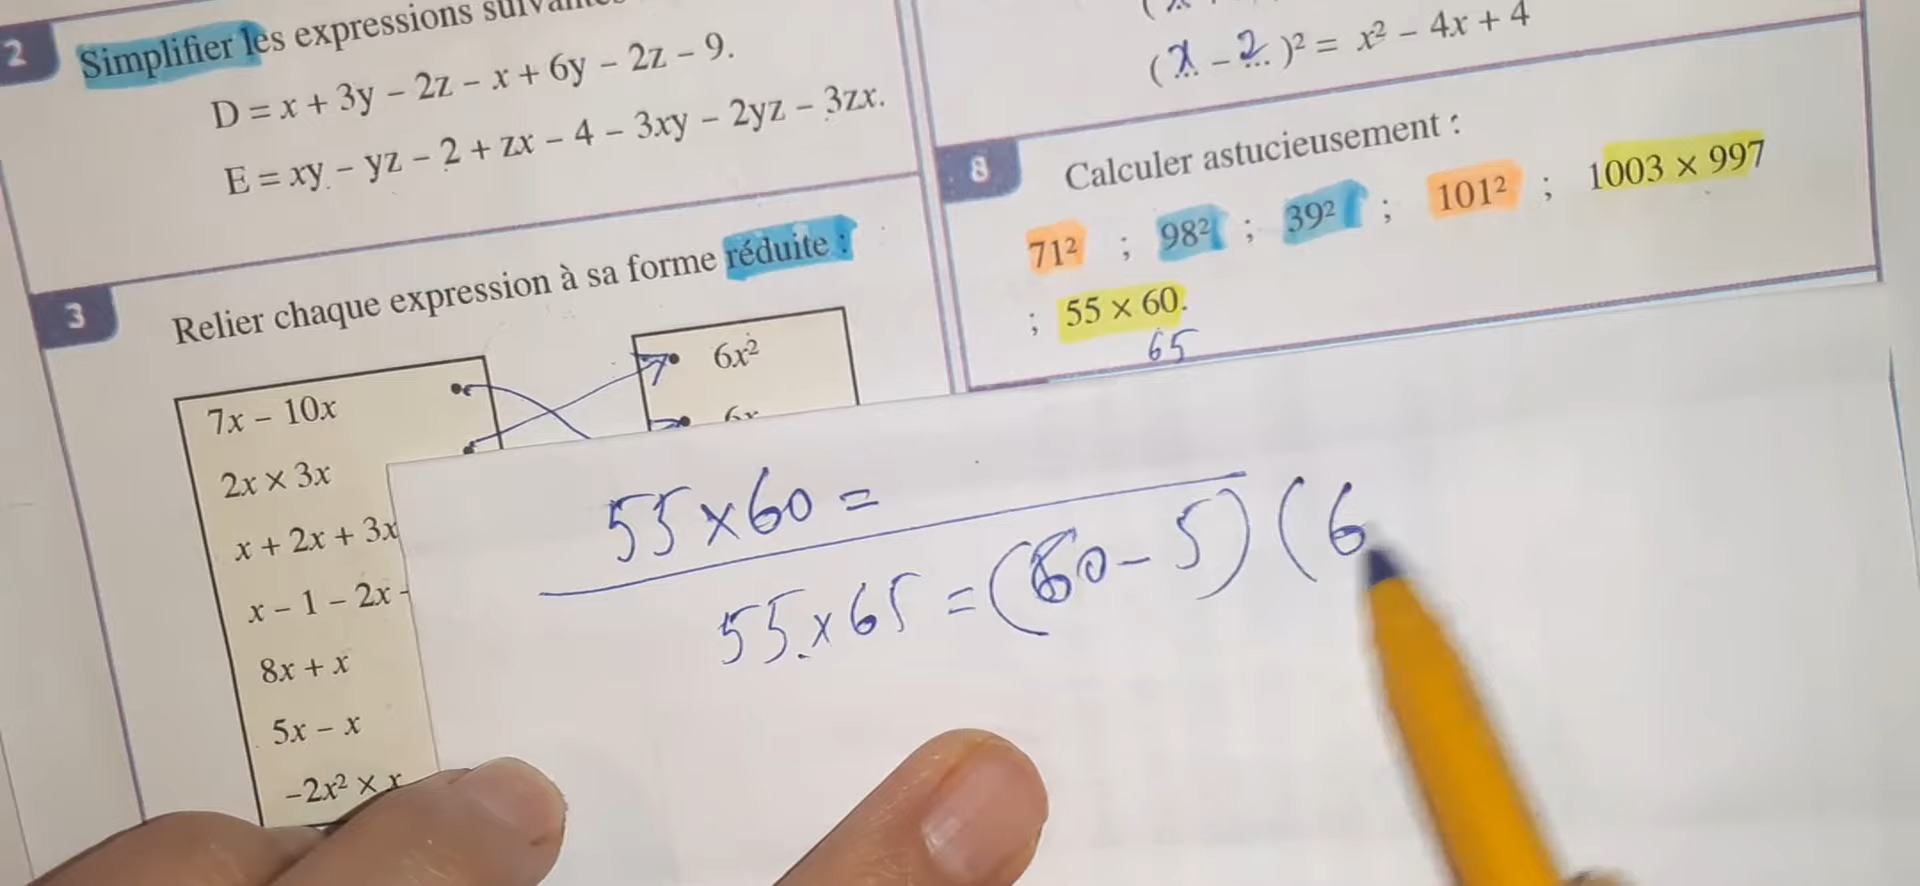 2 Simplifier les expressions
D = x + 3y − 2z − x + 6y − 2z − 9.
E = xy − yz − 2 + zx − 4 − 3xy − 2yz − 3zx.
3 Relier chaque expression à sa forme réduite :
7x − 10x
2x × 3x
x + 2x + 3x
x − 1 − 2x
8x + x
5x − x
−2x² × x
6x²
(x − 2)² = x² − 4x + 4
8 Calculer astucieusement :
71² ; 98² ; 39² ; 101² ; 1003 × 997
; 55 × 60.
65
55×60 =
55×65 = (60 − 5) (6